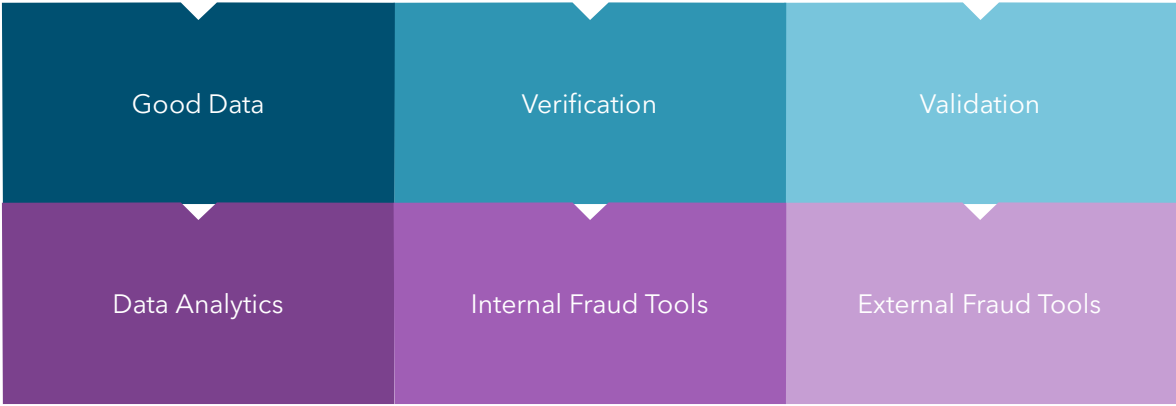 Good Data
Verification
Validation
Data Analytics
Internal Fraud Tools
External Fraud Tools